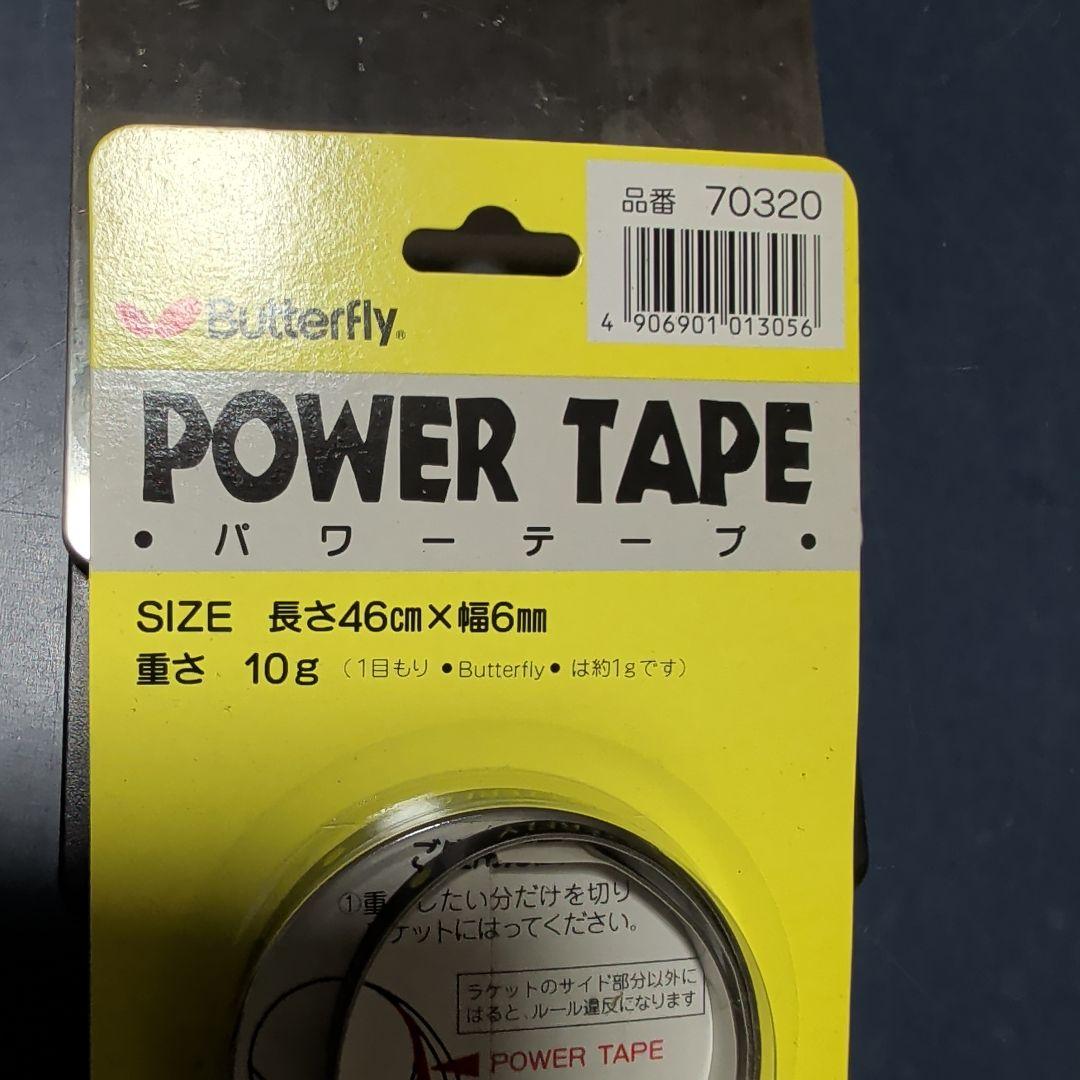 品番 70320
4 906901 013056
Butterfly®
POWER TAPE
• パワーテープ •
SIZE 長さ46㎝×幅6㎜
重さ 10g（1目もり •Butterfly• は約1gです）
①重 したい分だけを切り
ケットにはってください。
ラケットのサイド部分以外に
はると、ルール違反になります
POWER TAPE